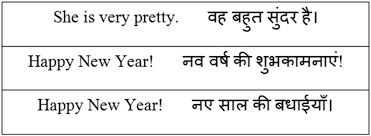 She is very pretty. वह बहुत सुंदर है।
Happy New Year! नव वर्ष की शुभकामनाएं!
Happy New Year! नए साल की बधाईयाँ।